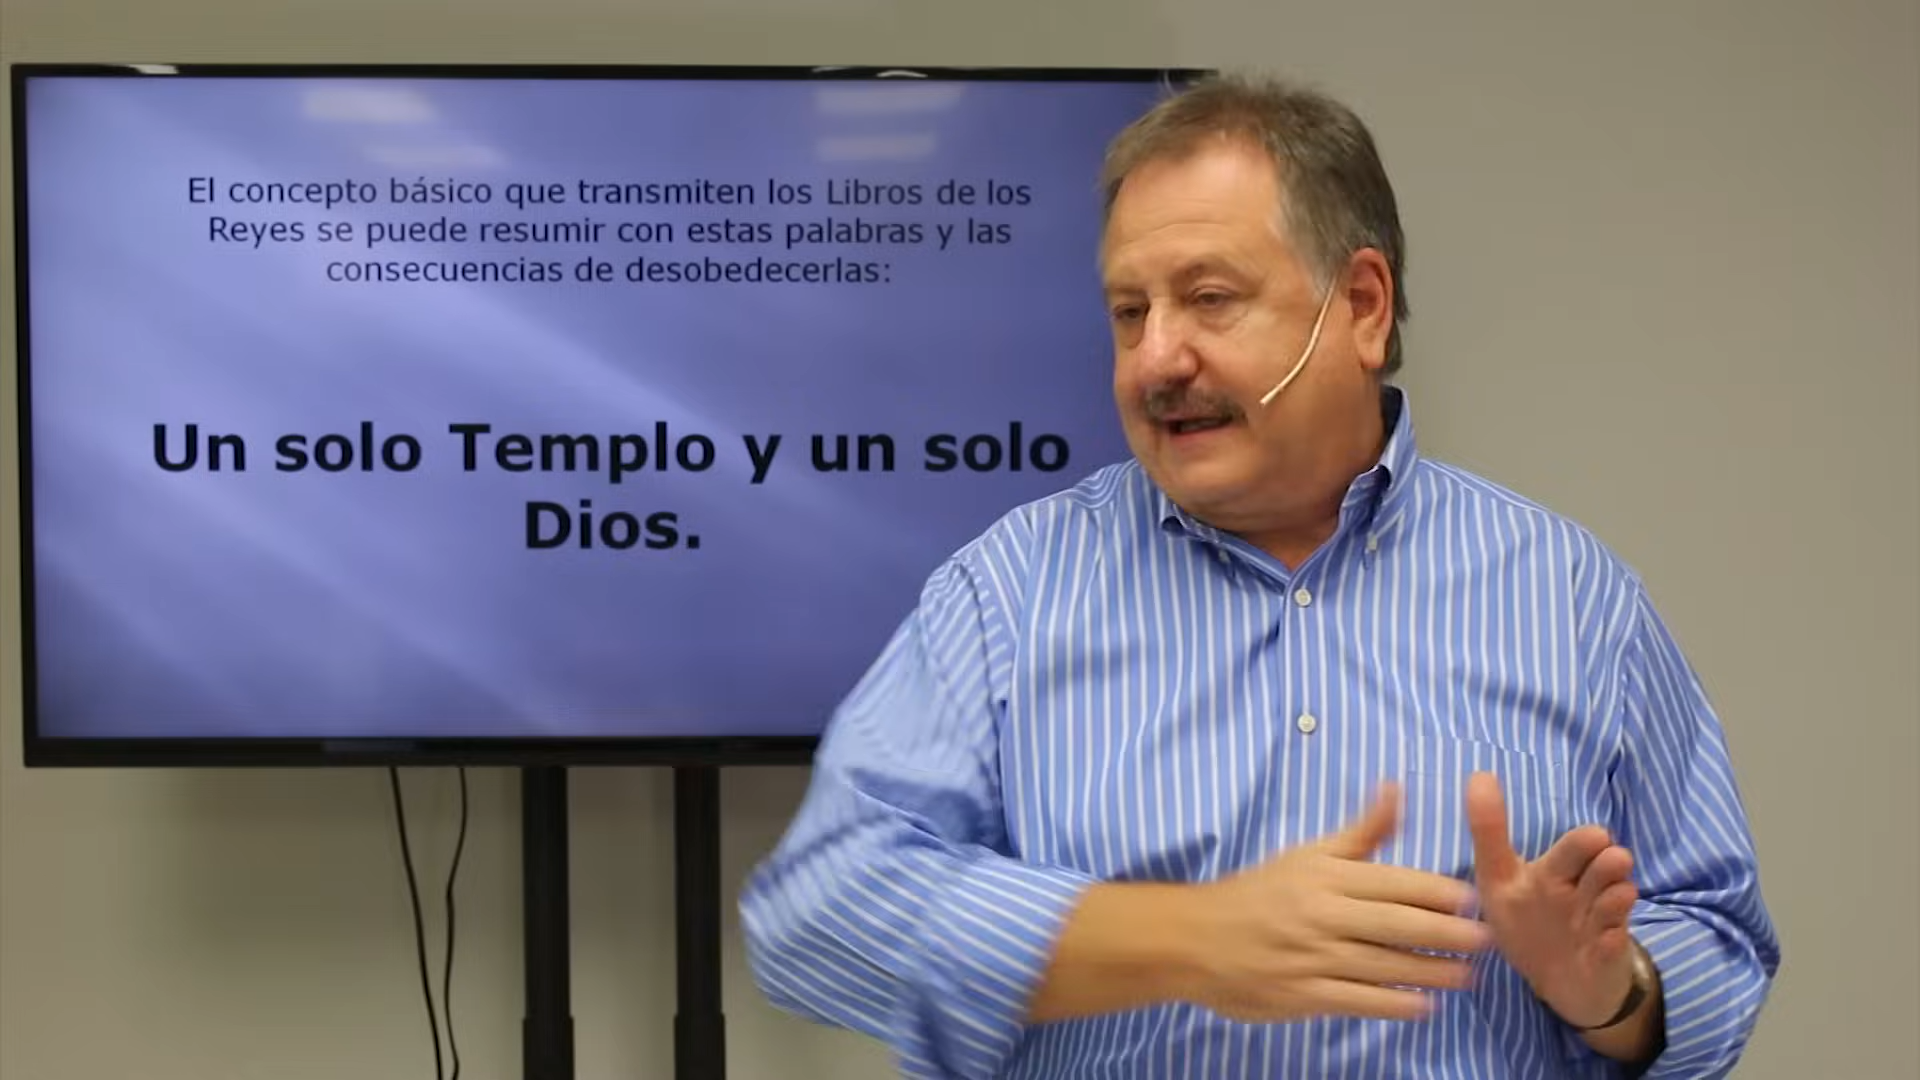 El concepto básico que transmiten los Libros de los
Reyes se puede resumir con estas palabras y las
consecuencias de desobedecerlas:
Un solo Templo y un solo
Dios.